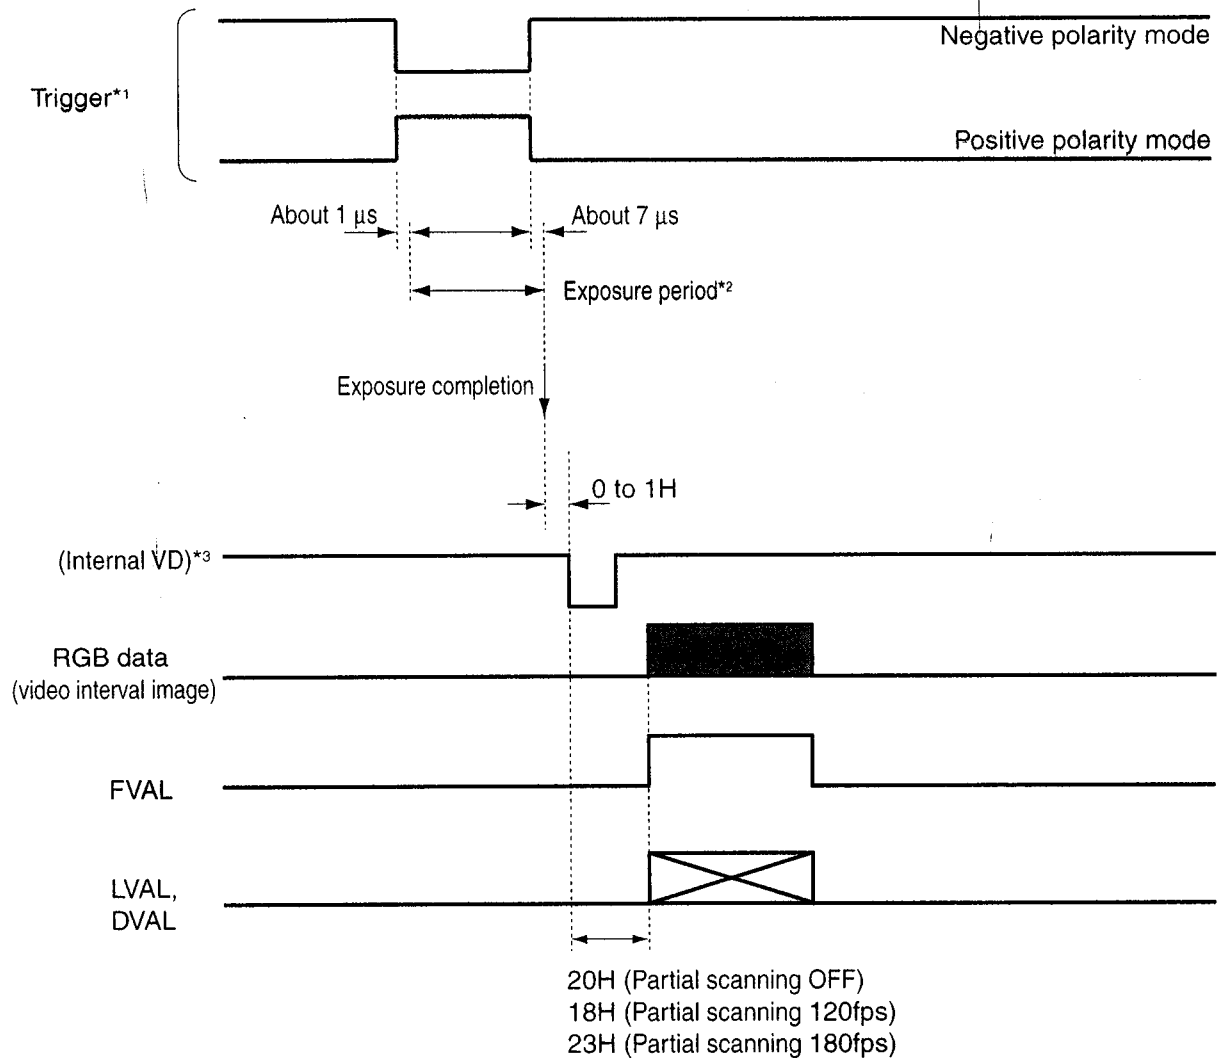 Negative polarity mode
Trigger*1
Positive polarity mode
About 1 μs
About 7 μs
Exposure period*2
Exposure completion
0 to 1H
(Internal VD)*3
RGB data
(video interval image)
FVAL
LVAL,
DVAL
20H (Partial scanning OFF)
18H (Partial scanning 120fps)
23H (Partial scanning 180fps)